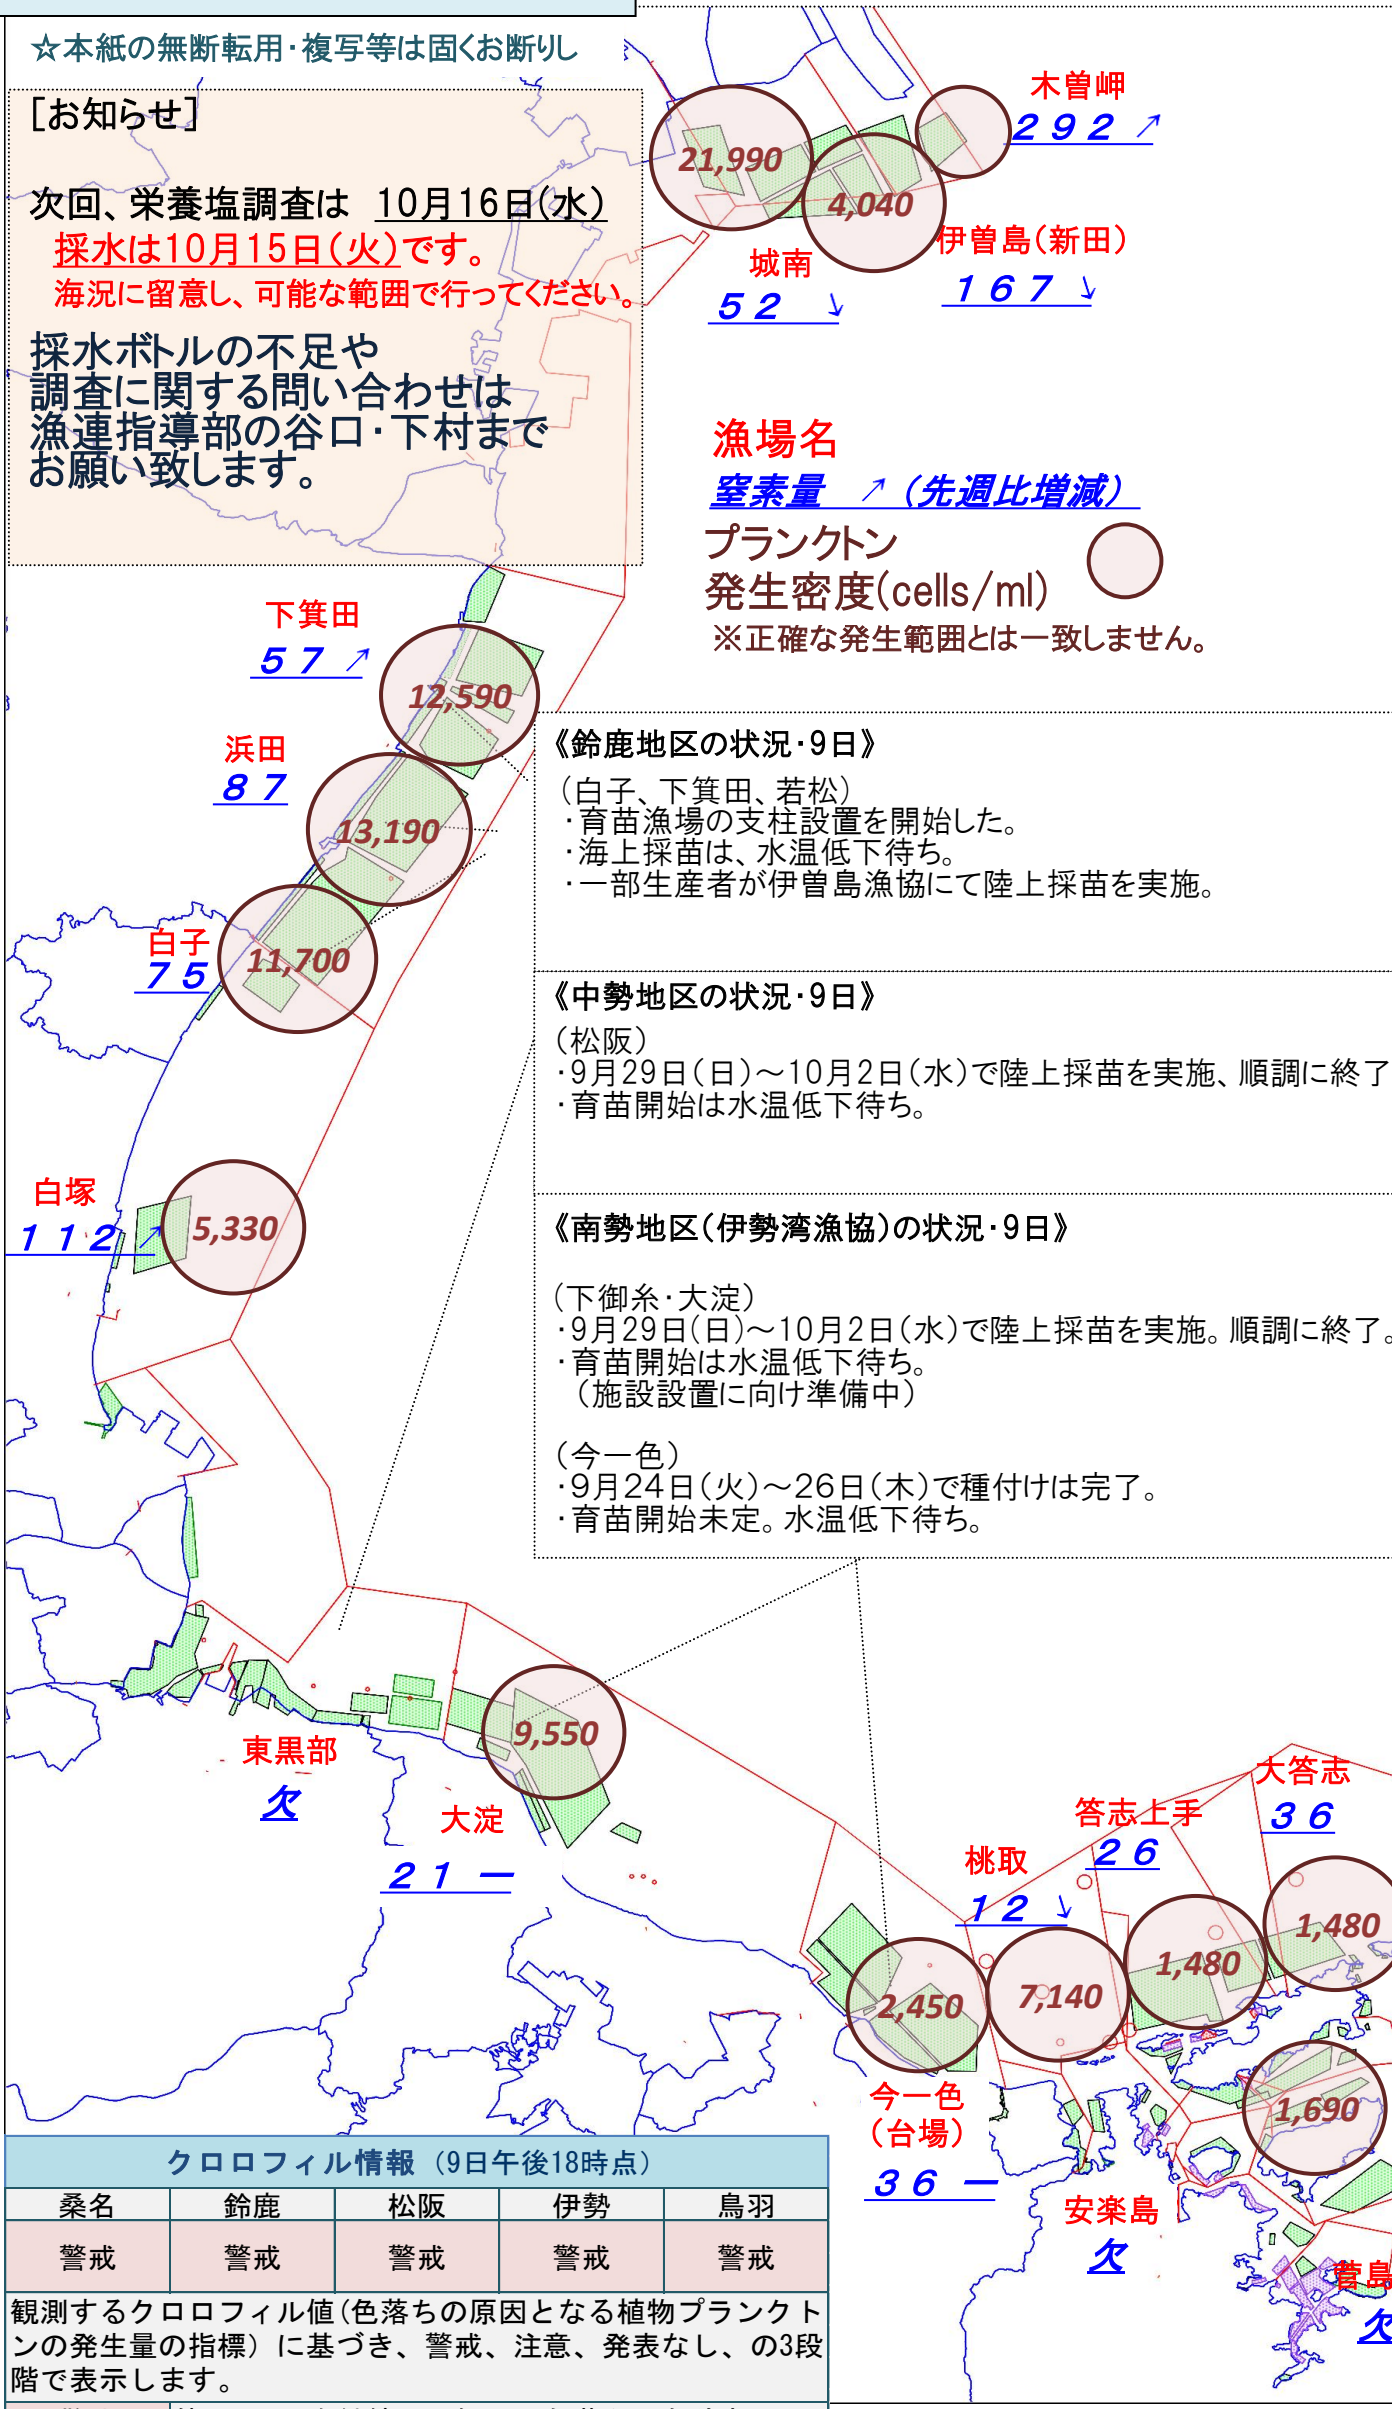 ☆本紙の無断転用・複写等は固くお断りし
[お知らせ]
次回、栄養塩調査は 10月16日(水)
採水は10月15日(火)です。
海況に留意し、可能な範囲で行ってください。
採水ボトルの不足や
調査に関する問い合わせは
漁連指導部の谷口・下村まで
お願い致します。
木曽岬
292 ↗
21,990
4,040
伊曽島(新田)
167 ↘
城南
52 ↘
漁場名
窒素量 ↗(先週比増減)
プランクトン
発生密度(cells/ml)
※正確な発生範囲とは一致しません。
下箕田
57 ↗
12,590
浜田
87
13,190
白子
75
11,700
白塚
112 ↗
5,330
《鈴鹿地区の状況・9日》
(白子、下箕田、若松)
・育苗漁場の支柱設置を開始した。
・海上採苗は、水温低下待ち。
・一部生産者が伊曽島漁協にて陸上採苗を実施。
《中勢地区の状況・9日》
(松阪)
・9月29日(日)～10月2日(水)で陸上採苗を実施、順調に終了
・育苗開始は水温低下待ち。
《南勢地区(伊勢湾漁協)の状況・9日》
(下御糸・大淀)
・9月29日(日)～10月2日(水)で陸上採苗を実施。順調に終了。
・育苗開始は水温低下待ち。
(施設設置に向け準備中)
(今一色)
・9月24日(火)～26日(木)で種付けは完了。
・育苗開始未定。水温低下待ち。
東黒部
欠
大淀
21 ー
9,550
桃取
12 ↘
7,140
答志上手
26
1,480
大答志
36
1,480
2,450
今一色
(台場)
36 ー
1,690
安楽島
欠
菅島
欠
クロロフィル情報 (9日午後18時点)
桑名 鈴鹿 松阪 伊勢 鳥羽
警戒 警戒 警戒 警戒 警戒
観測するクロロフィル値(色落ちの原因となる植物プランクト
ンの発生量の指標)に基づき、警戒、注意、発表なし、の3段
階で表示します。